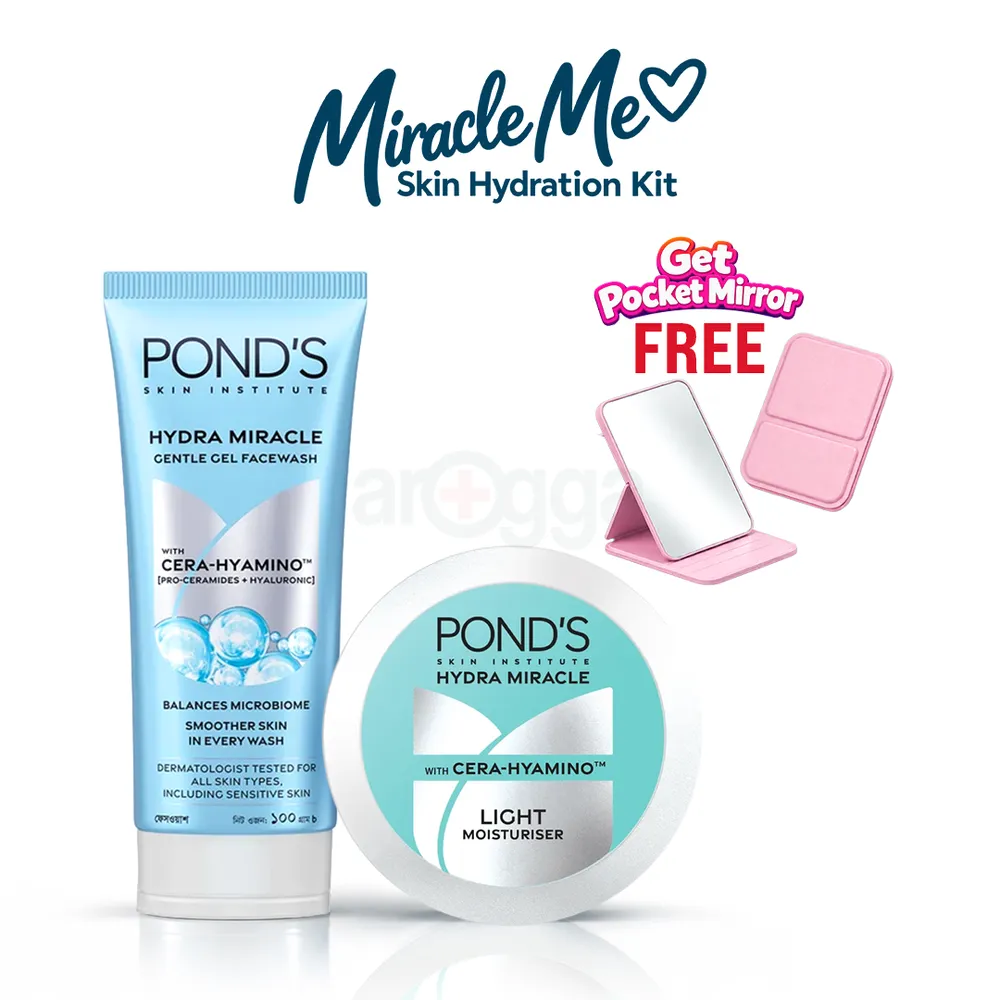 Miracle Me
Skin Hydration Kit
Get
Pocket Mirror
FREE
POND'S
SKIN INSTITUTE
HYDRA MIRACLE
GENTLE GEL FACEWASH
WITH
CERA-HYAMINO™
[PRO-CERAMIDES + HYALURONIC]
BALANCES MICROBIOME
SMOOTHER SKIN
IN EVERY WASH
DERMATOLOGIST TESTED FOR
ALL SKIN TYPES,
INCLUDING SENSITIVE SKIN
ফেসওয়াশ নিট ওজন: ১০০ গ্রাম b
POND'S
SKIN INSTITUTE
HYDRA MIRACLE
WITH CERA-HYAMINO™
LIGHT
MOISTURISER
arogga